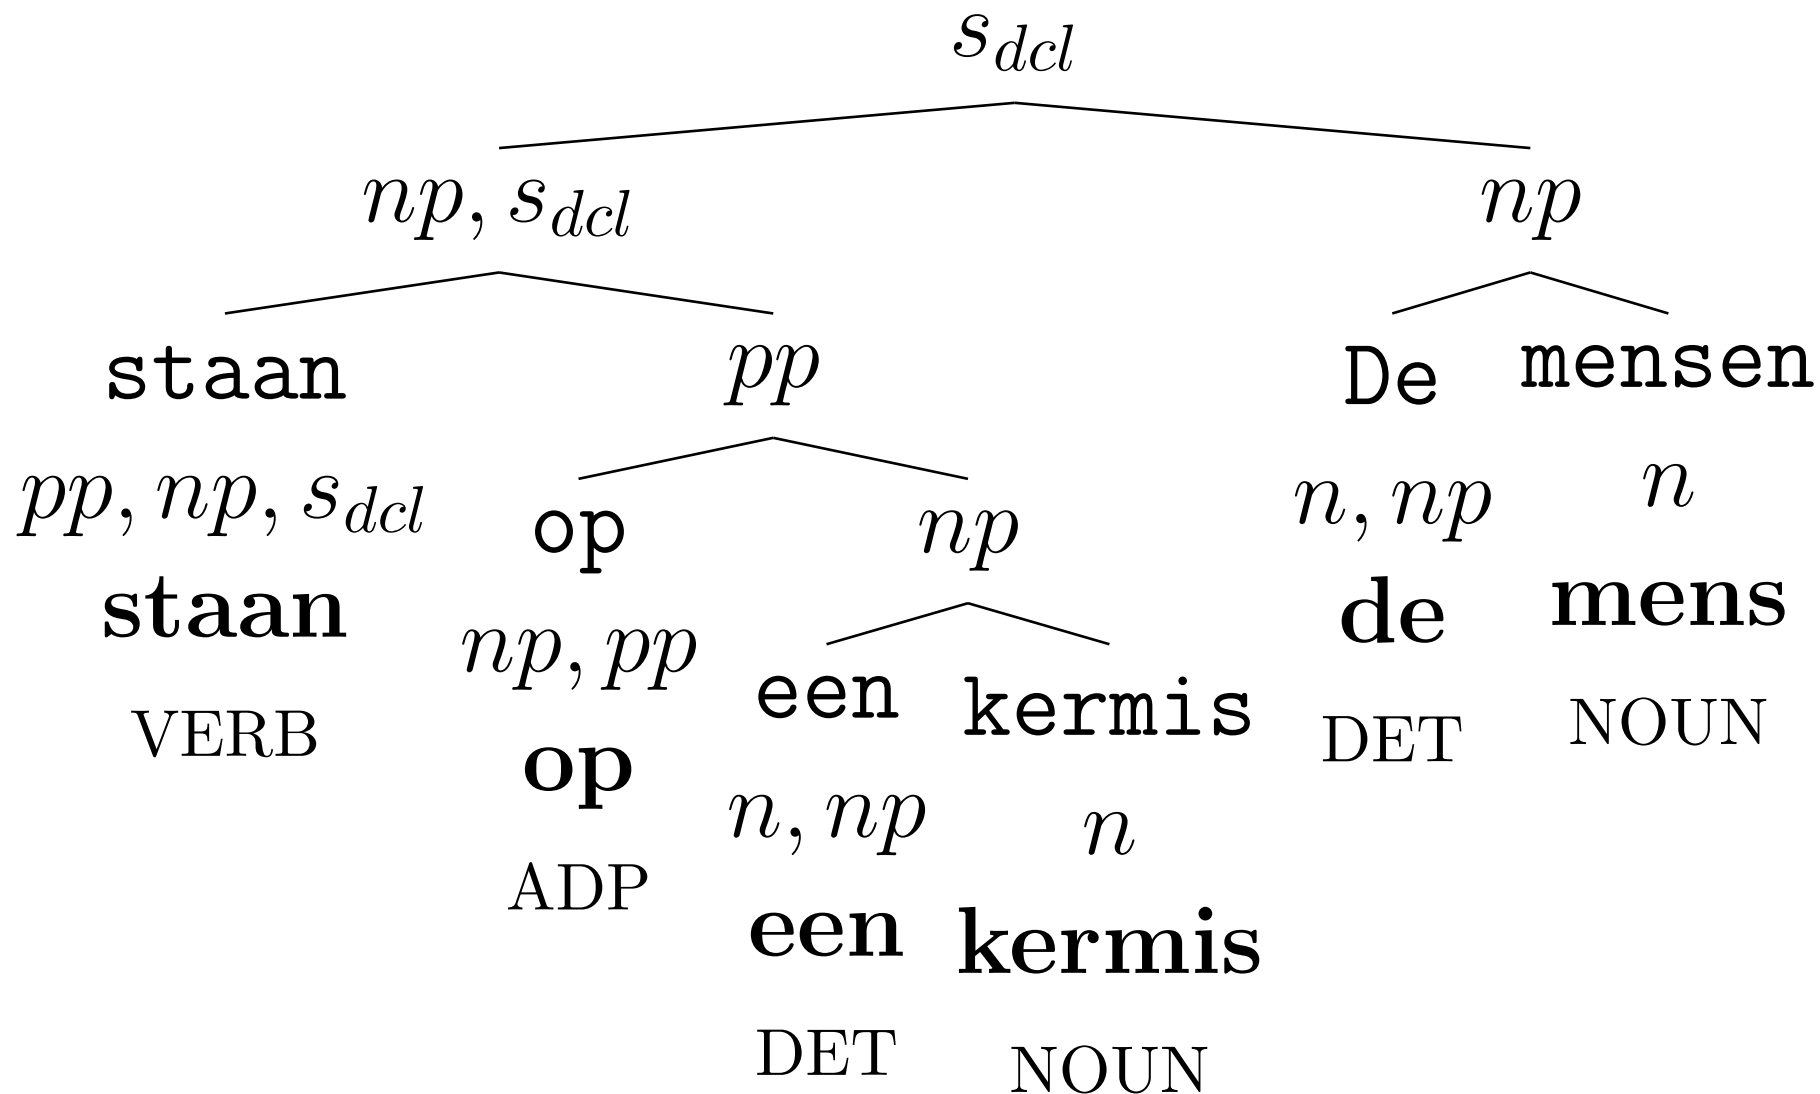 s_dcl
np, s_dcl np
staan pp De mensen
pp, np, s_dcl op np n, np n
staan np, pp een kermis de mens
VERB op n, np n DET NOUN
ADP een kermis
DET NOUN